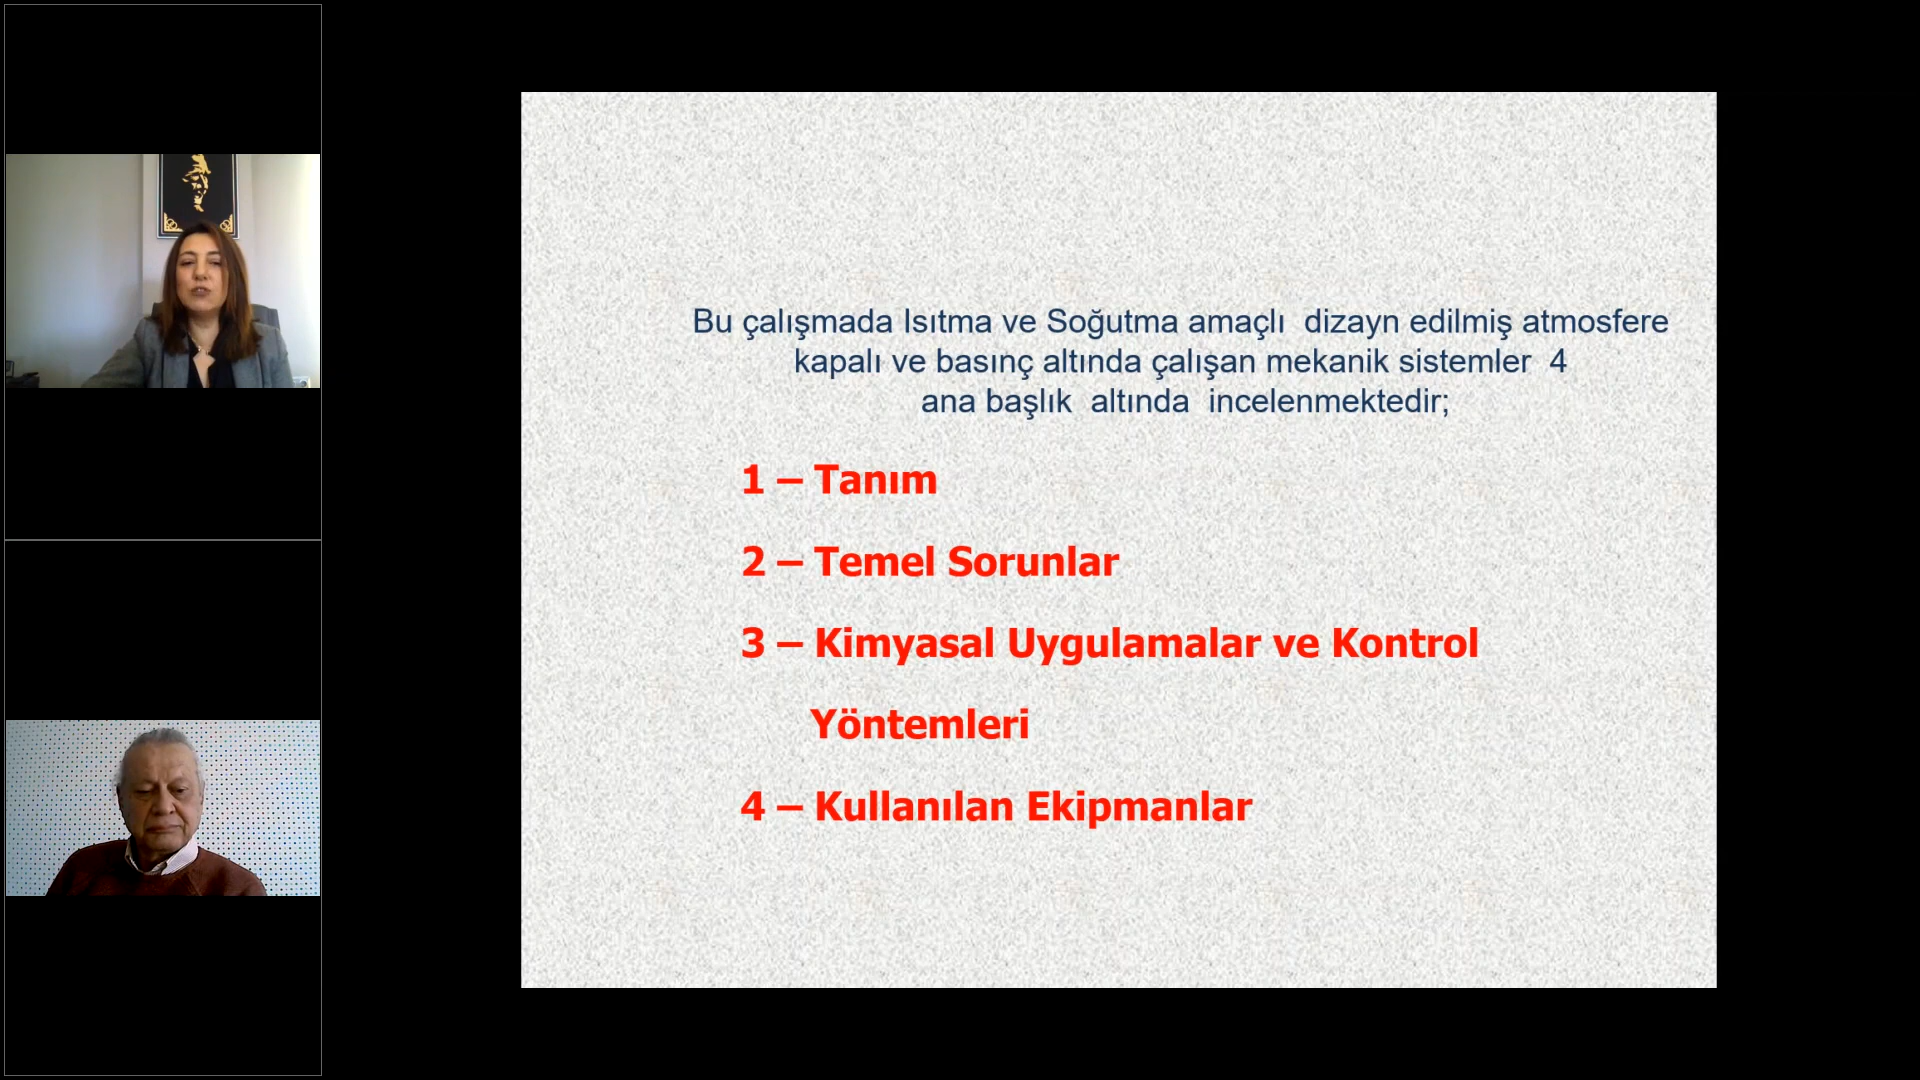 Bu çalışmada Isıtma ve Soğutma amaçlı  dizayn edilmiş atmosfere
kapalı ve basınç altında çalışan mekanik sistemler  4
ana başlık  altında  incelenmektedir;
1 – Tanım
2 – Temel Sorunlar
3 – Kimyasal Uygulamalar ve Kontrol
Yöntemleri
4 – Kullanılan Ekipmanlar